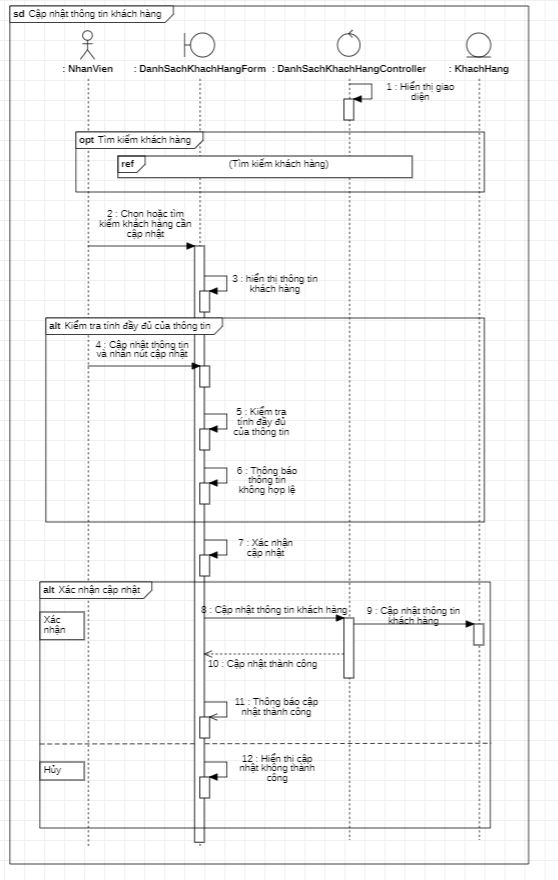 sd Cập nhật thông tin khách hàng
: NhanVien
: DanhSachKhachHangForm
: DanhSachKhachHangController
: KhachHang
1 : Hiển thị giao
diện
opt Tìm kiếm khách hàng
ref
(Tìm kiếm khách hàng)
2 : Chọn hoặc tìm
kiếm khách hàng cần
cập nhật
3 : hiển thị thông tin
khách hàng
alt Kiểm tra tính đầy đủ của thông tin
4 : Cập nhật thông tin
và nhấn nút cập nhật
5 : Kiểm tra
tính đầy đủ
của thông tin
6 : Thông báo
thông tin
không hợp lệ
7 : Xác nhận
cập nhật
alt Xác nhận cập nhật
Xác
nhận
8 : Cập nhật thông tin khách hàng
9 : Cập nhật thông tin
khách hàng
10 : Cập nhật thành công
11 : Thông báo cập
nhật thành công
Hủy
12 : Hiển thị cập
nhật không thành
công